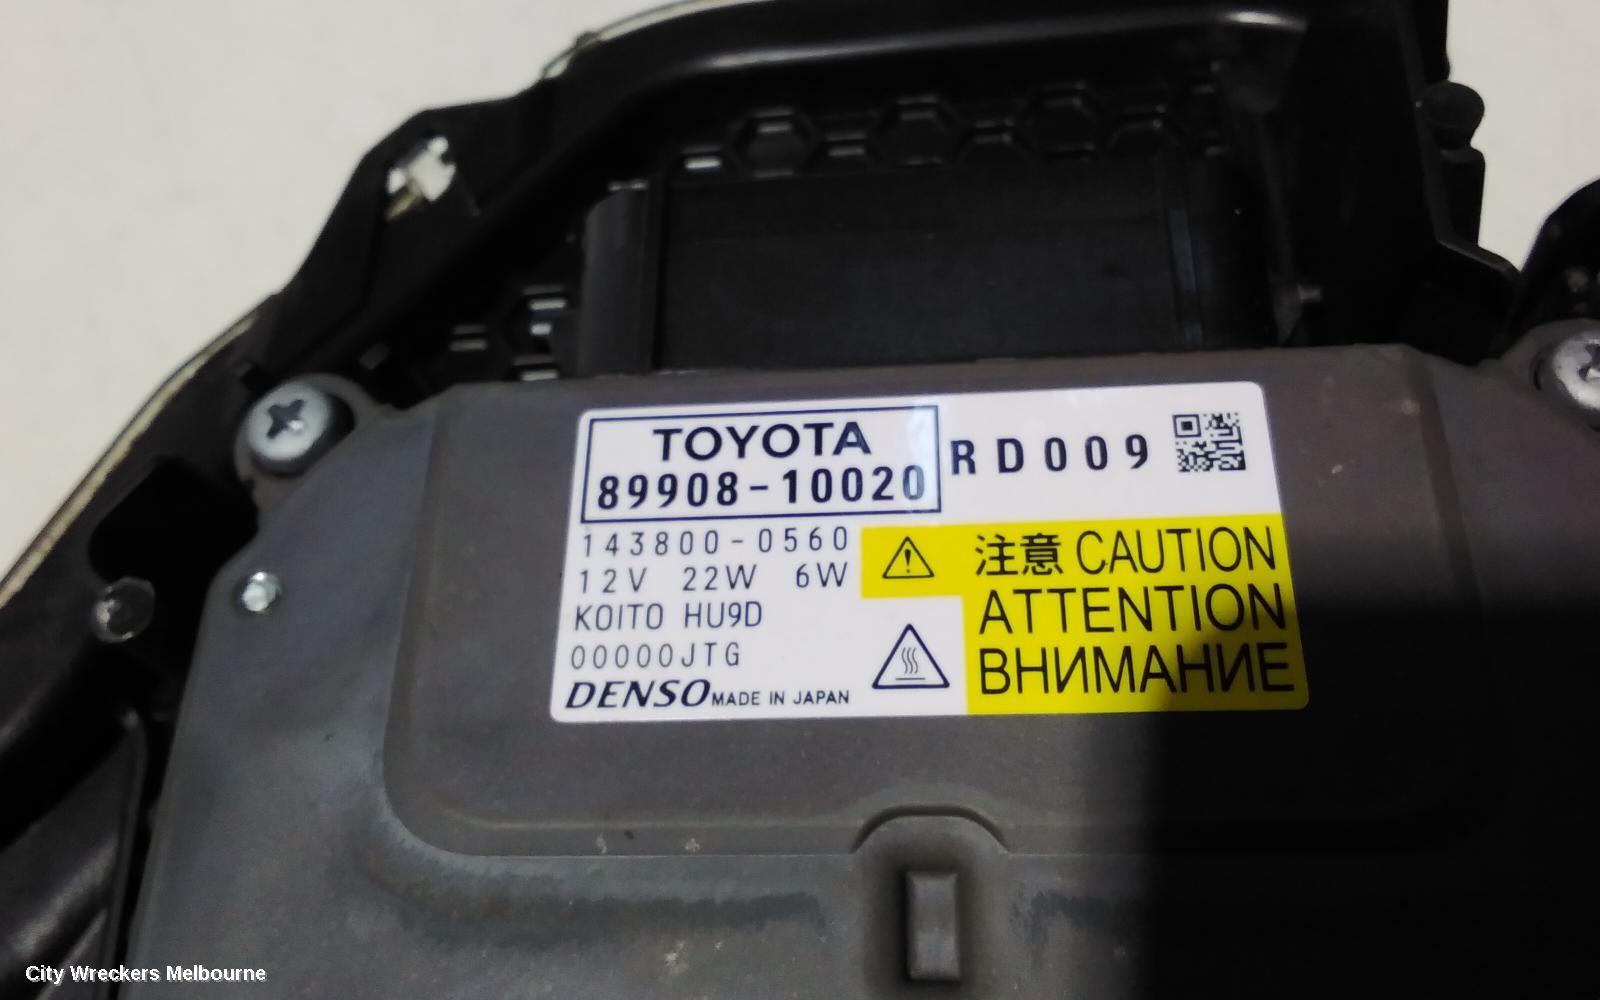 TOYOTA
89908-10020
RD009
143800-0560
12V 22W 6W
KOITO HU9D
00000JTG
DENSO MADE IN JAPAN
注意 CAUTION
ATTENTION
ВНИМАНИЕ
City Wreckers Melbourne